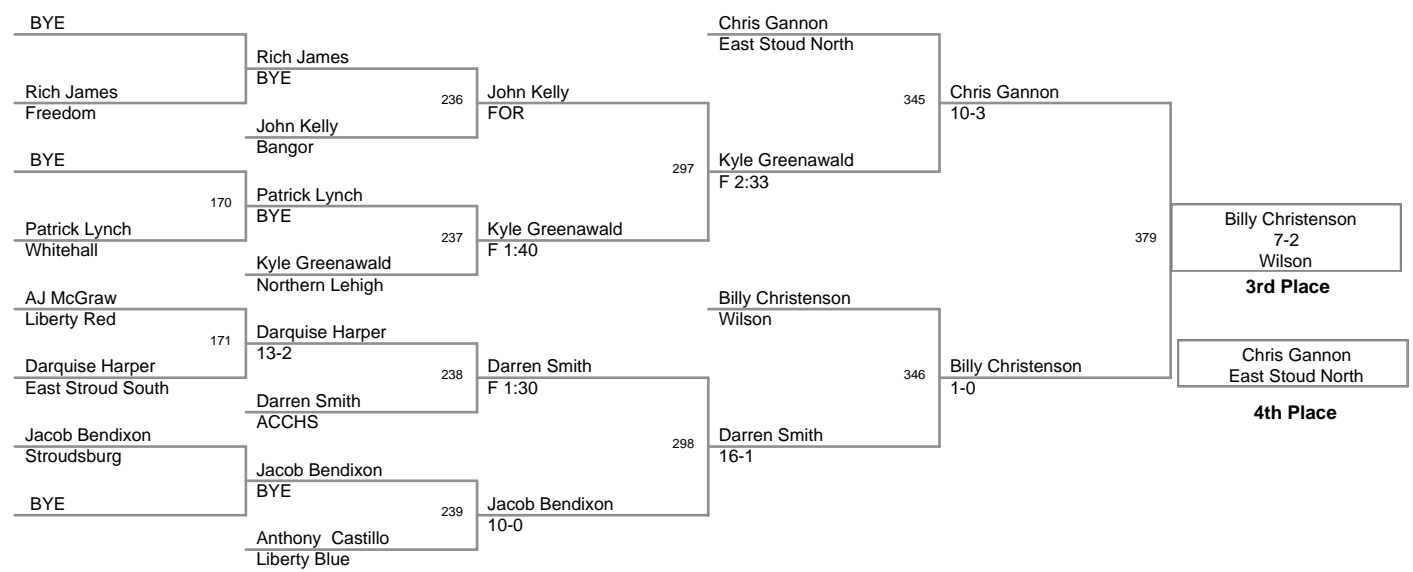 BYE
Rich James
Freedom
BYE
Patrick Lynch
Whitehall
AJ McGraw
Liberty Red
Darquise Harper
East Stroud South
Jacob Bendixon
Stroudsburg
BYE
170
171
Rich James
BYE
John Kelly
Bangor
Patrick Lynch
BYE
Kyle Greenawald
Northern Lehigh
Darquise Harper
13-2
Darren Smith
ACCHS
Jacob Bendixon
BYE
Anthony Castillo
Liberty Blue
236
237
238
239
John Kelly
FOR
Kyle Greenawald
F 1:40
Darren Smith
F 1:30
Jacob Bendixon
10-0
297
298
Chris Gannon
East Stoud North
Kyle Greenawald
F 2:33
Billy Christenson
Wilson
Darren Smith
16-1
345
346
Chris Gannon
10-3
Billy Christenson
1-0
379
Billy Christenson
7-2
Wilson
3rd Place
Chris Gannon
East Stoud North
4th Place